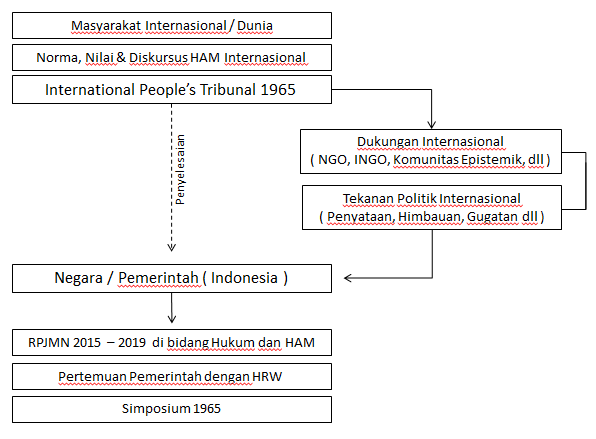 Masyarakat Internasional / Dunia
Norma, Nilai & Diskursus HAM Internasional
International People's Tribunal 1965
Dukungan Internasional
( NGO, INGO, Komunitas Epistemik, dll )
Penyelesaian
Tekanan Politik Internasional
( Penyataan, Himbauan, Gugatan dll )
Negara / Pemerintah ( Indonesia )
RPJMN 2015 – 2019 di bidang Hukum dan HAM
Pertemuan Pemerintah dengan HRW
Simposium 1965